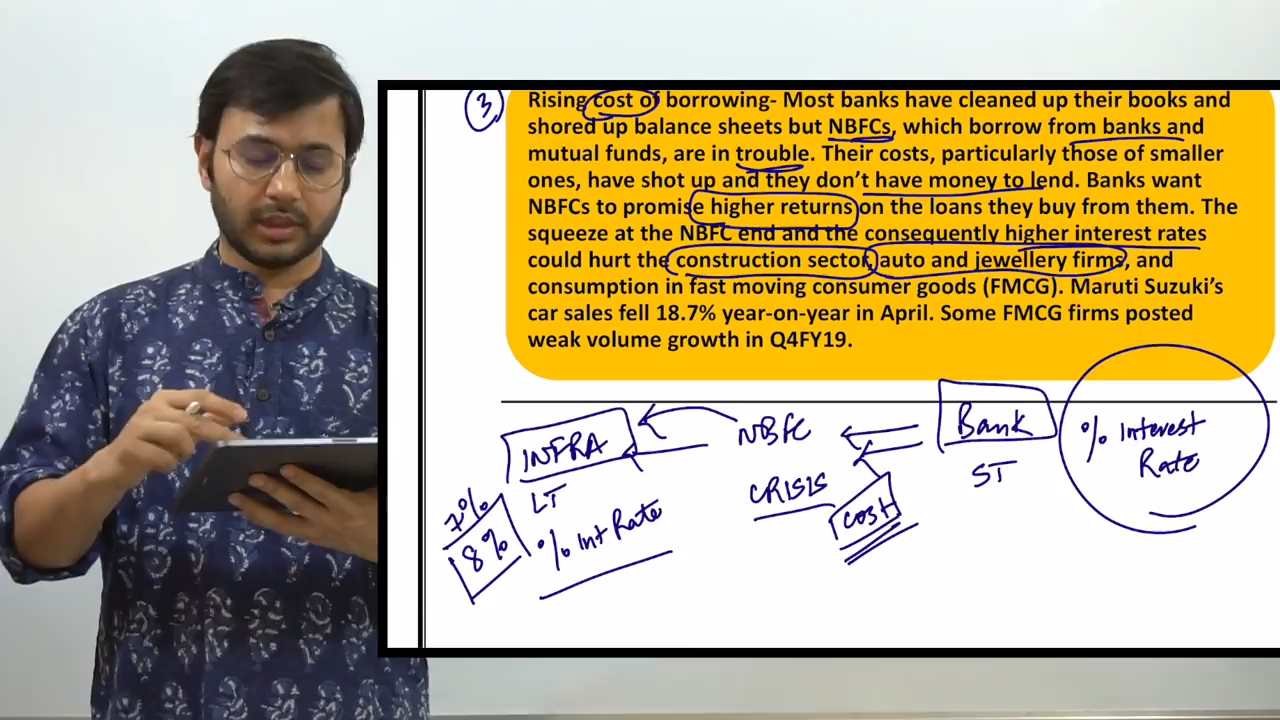 3
Rising cost of borrowing- Most banks have cleaned up their books and
shored up balance sheets but NBFCs, which borrow from banks and
mutual funds, are in trouble. Their costs, particularly those of smaller
ones, have shot up and they don't have money to lend. Banks want
NBFCs to promise higher returns on the loans they buy from them. The
squeeze at the NBFC end and the consequently higher interest rates
could hurt the construction sector, auto and jewellery firms, and
consumption in fast moving consumer goods (FMCG). Maruti Suzuki's
car sales fell 18.7% year-on-year in April. Some FMCG firms posted
weak volume growth in Q4FY19.
INFRA
NBFC
Bank
% Interest
Rate
LT
CRISIS
ST
7%
8%
% Int Rate
Cost